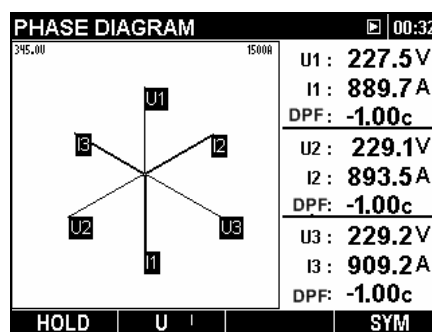 PHASE DIAGRAM 00:32
345.0U 1500A
U1 : 227.5V
I1 : 889.7A
DPF: -1.00c
U2 : 229.1V
I2 : 893.5A
DPF: -1.00c
U3 : 229.2V
I3 : 909.2A
DPF: -1.00c
U1
I3 I2
U2 U3
I1
HOLD U I SYM